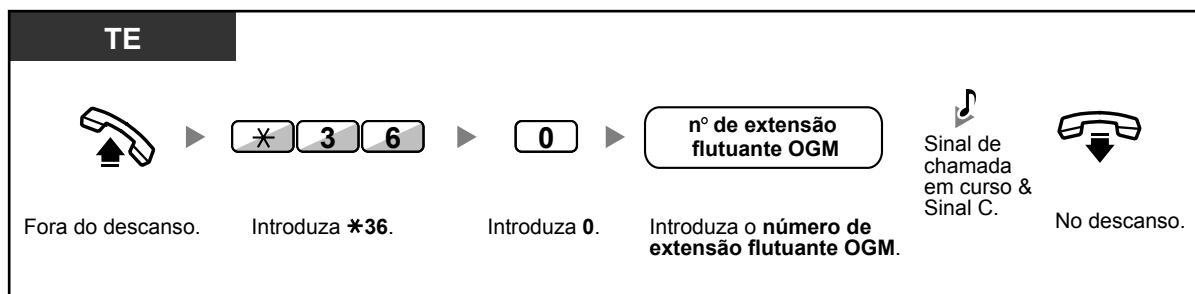 TE
✳ 3 6
0
nº de extensão
flutuante OGM
Fora do descanso.
Introduza ✳36.
Introduza 0.
Introduza o número de
extensão flutuante OGM.
Sinal de
chamada
em curso &
Sinal C.
No descanso.